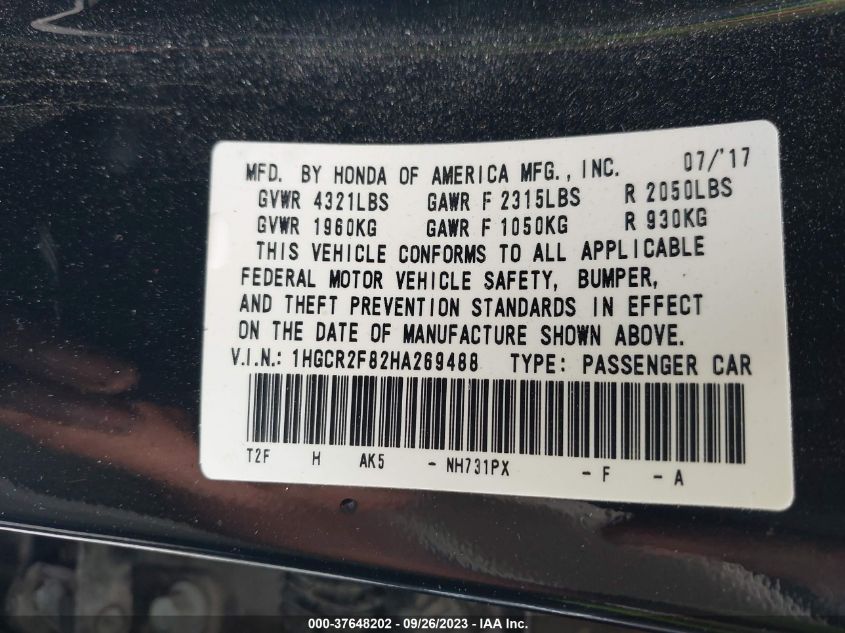 MFD. BY HONDA OF AMERICA MFG., INC. 07/'17
GVWR 4321LBS GAWR F 2315LBS R 2050LBS
GVWR 1960KG GAWR F 1050KG R 930KG
THIS VEHICLE CONFORMS TO ALL APPLICABLE
FEDERAL MOTOR VEHICLE SAFETY, BUMPER,
AND THEFT PREVENTION STANDARDS IN EFFECT
ON THE DATE OF MANUFACTURE SHOWN ABOVE.
V.I.N.: 1HGCR2F82HA269488 TYPE: PASSENGER CAR
T2F H AK5 - NH731PX - F - A
000-37648202 - 09/26/2023 - IAA Inc.